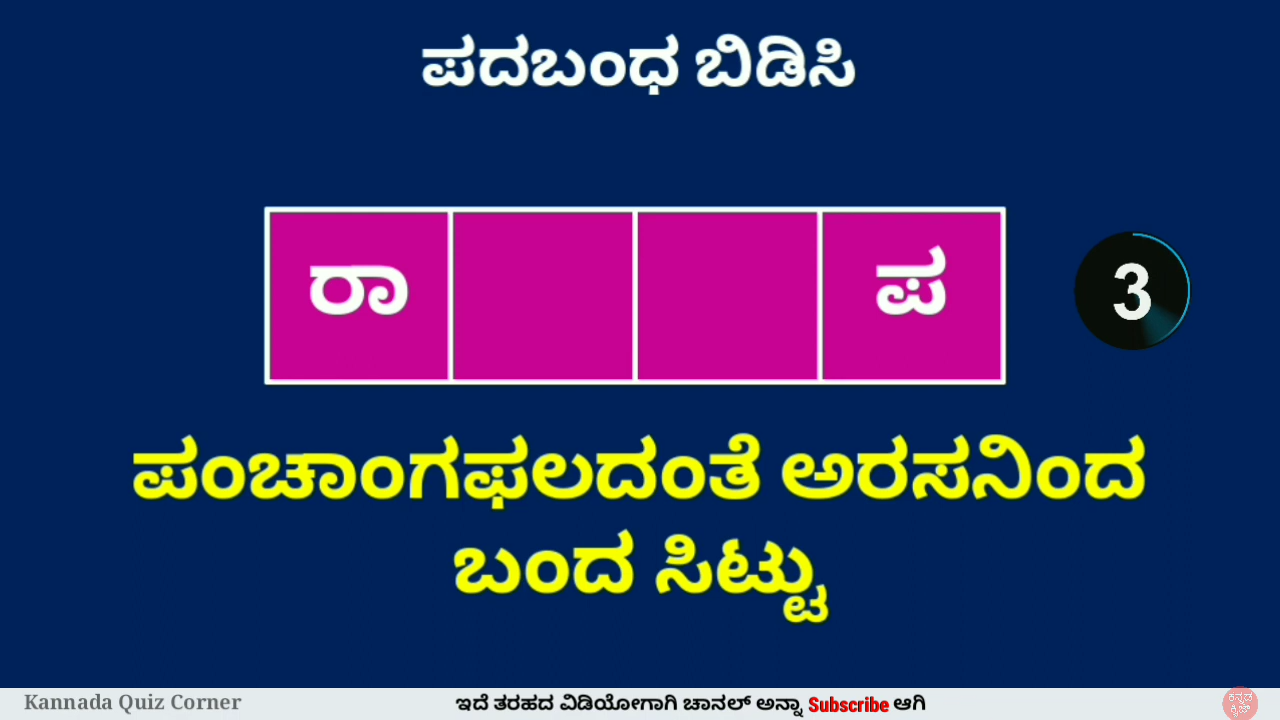 ಪದಬಂಧ ಬಿಡಿಸಿ
ರಾ ಪ
3
ಪಂಚಾಂಗಫಲದಂತೆ ಅರಸನಿಂದ
ಬಂದ ಸಿಟ್ಟು
Kannada Quiz Corner ಇದೆ ತರಹದ ವಿಡಿಯೋಗಾಗಿ ಚಾನಲ್ ಅನ್ನಾ Subscribe ಆಗಿ